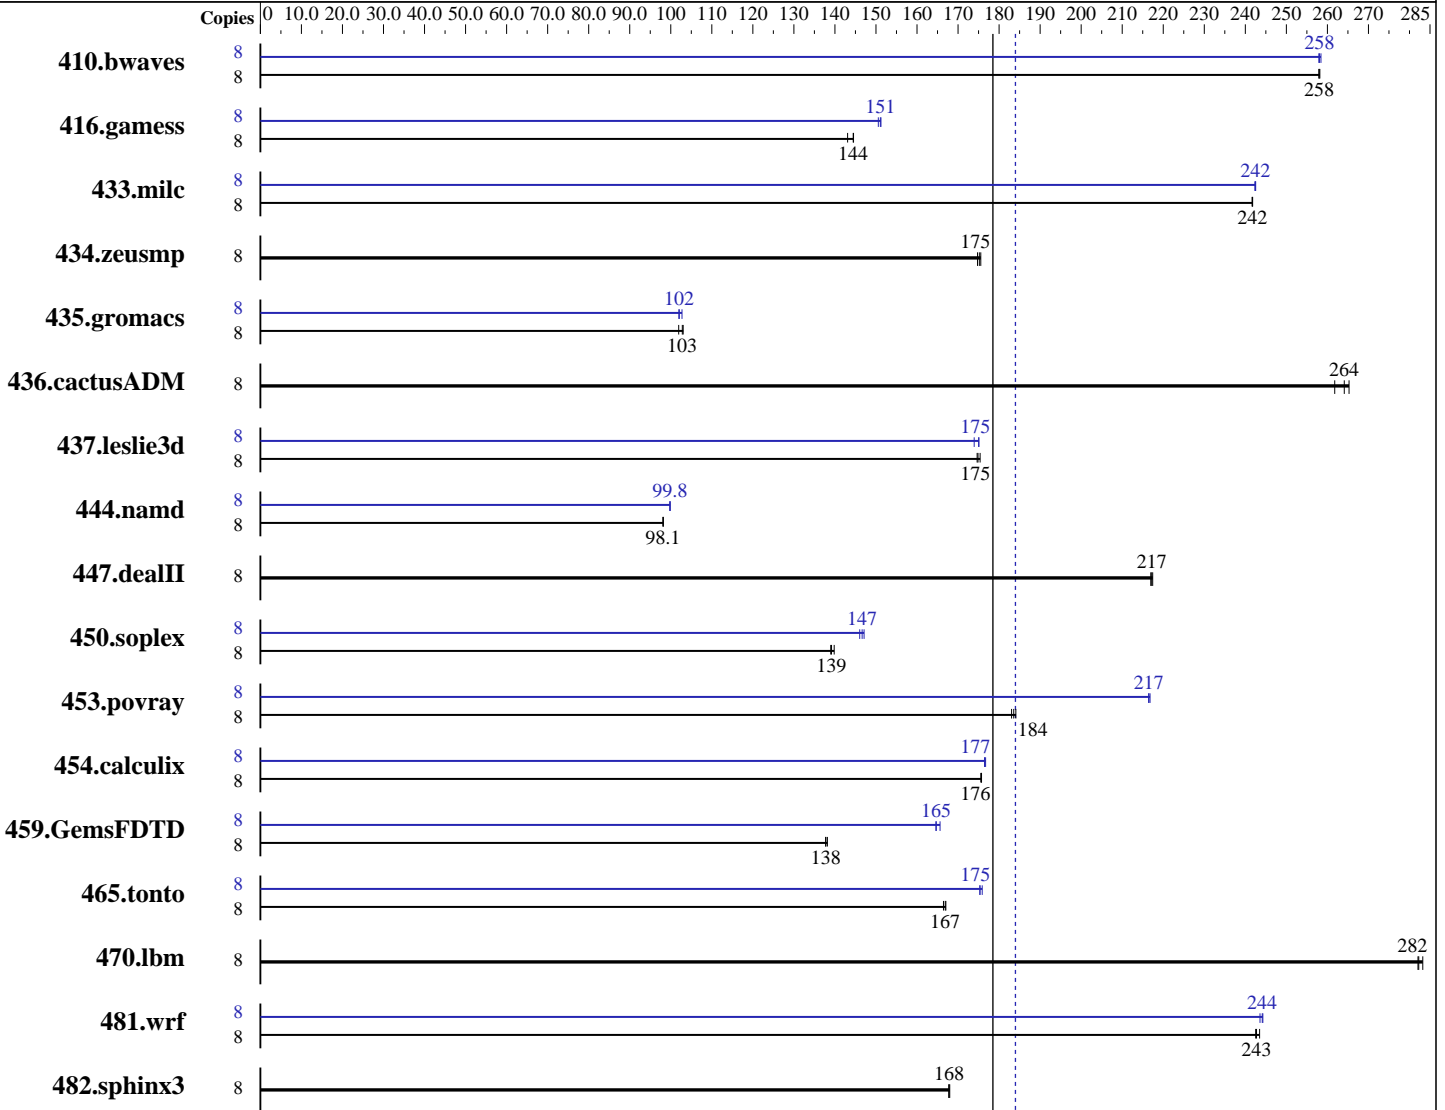 Copies 0 10.0 20.0 30.0 40.0 50.0 60.0 70.0 80.0 90.0 100 110 120 130 140 150 160 170 180 190 200 210 220 230 240 250 260 270 285
410.bwaves 8 258
8 258
416.gamess 8 151
8 144
433.milc 8 242
8 242
434.zeusmp 8 175
435.gromacs 8 102
8 103
436.cactusADM 8 264
437.leslie3d 8 175
8 175
444.namd 8 99.8
8 98.1
447.dealII 8 217
450.soplex 8 147
8 139
453.povray 8 217
8 184
454.calculix 8 177
8 176
459.GemsFDTD 8 165
8 138
465.tonto 8 175
8 167
470.lbm 8 282
481.wrf 8 244
8 243
482.sphinx3 8 168